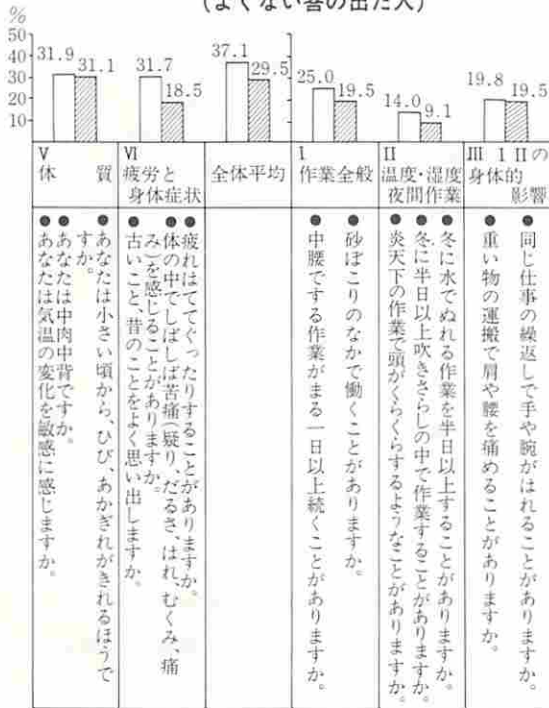 (よくない答の出た人)
%
50
40
30
20
10
31.9
31.1
31.7
18.5
37.1
29.5
25.0
19.5
14.0
9.1
19.8
19.5
V
体 質
VI
疲労と
身体症状
全体平均
I
作業全般
II
温度・湿度
夜間作業
III I IIの
身体的
影響
●同じ仕事の繰返しで手や腕がはれることがありますか。
●重い物の運搬で肩や腰を痛めることがありますか。
●冬に水でぬれる作業を半日以上することがありますか。
●冬に半日以上吹きさらしの中で作業することがありますか。
●炎天下の作業で頭がくらくらするようなことがありますか。
●砂ぼこりのなかで働くことがありますか。
●中腰でする作業がまる一日以上続くことがありますか。
●疲れはててぐったりすることがありますか。
●体の中でしばしば苦痛(疑り、だるさ、はれ、むくみ、痛
み)を感じることがありますか。
●古いこと、昔のことをよく思い出しますか。
●あなたは小さい頃から、ひび、あかぎれがきれるほうで
すか。
●あなたは中肉中背ですか。
●あなたは気温の変化を敏感に感じますか。